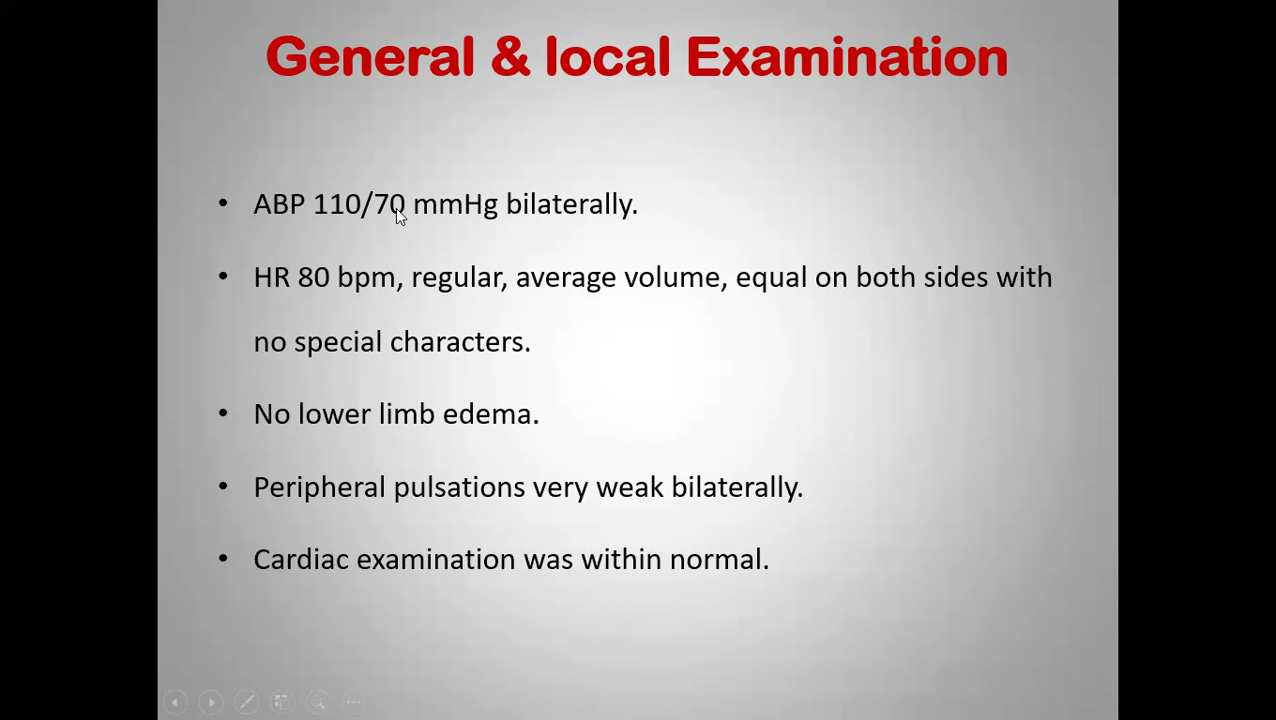 General & local Examination
• ABP 110/70 mmHg bilaterally.
• HR 80 bpm, regular, average volume, equal on both sides with
no special characters.
• No lower limb edema.
• Peripheral pulsations very weak bilaterally.
• Cardiac examination was within normal.